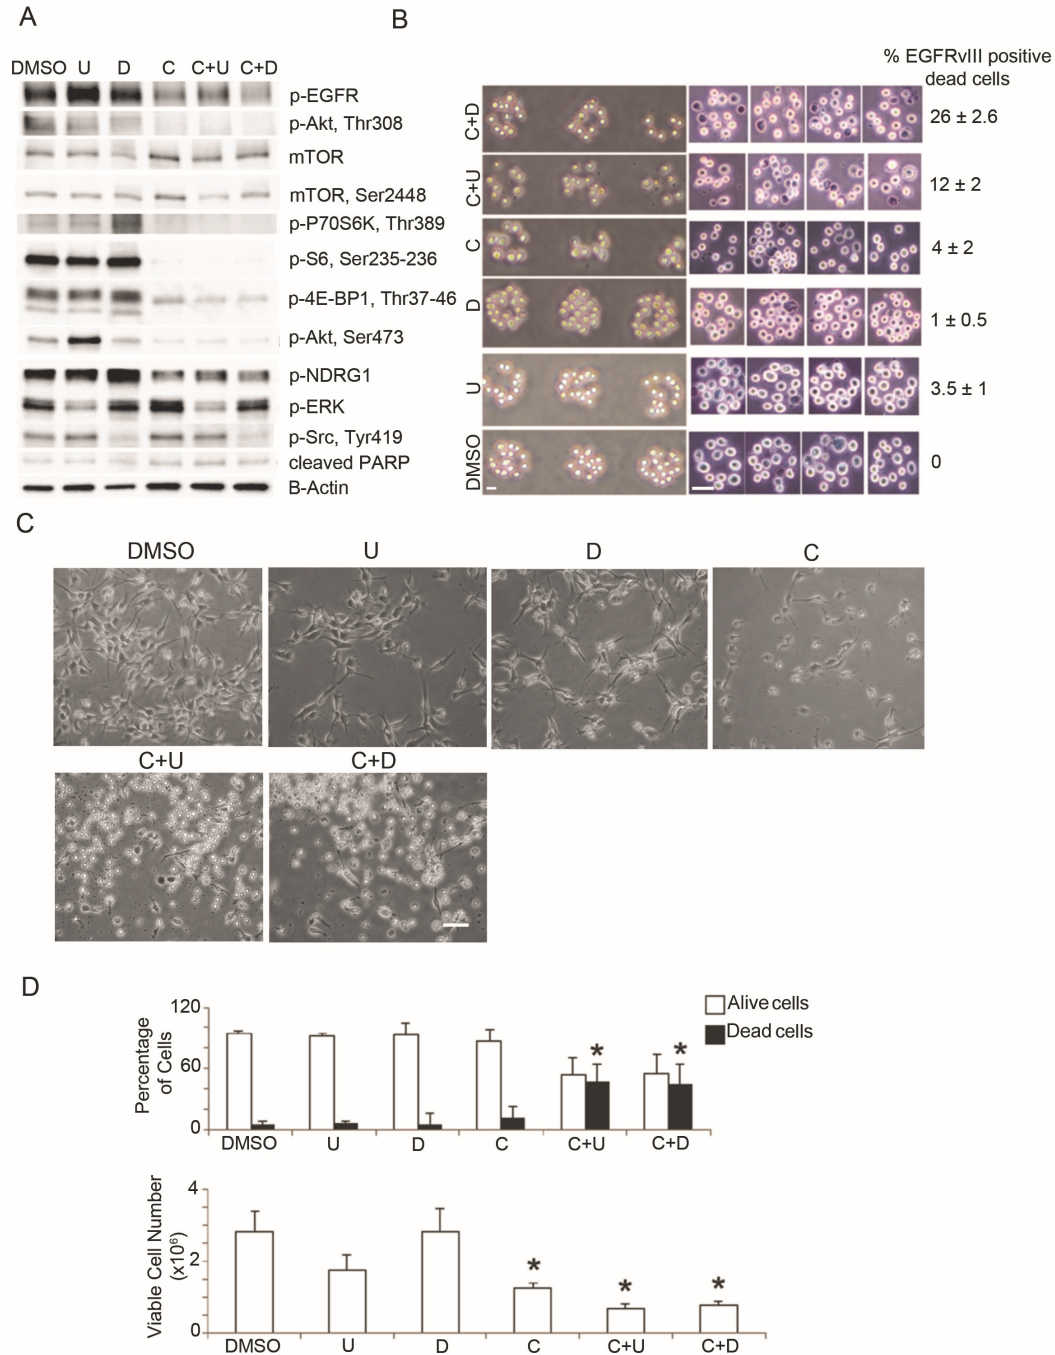 A
DMSO U D C C+U C+D
p-EGFR
p-Akt, Thr308
mTOR
mTOR, Ser2448
p-P70S6K, Thr389
p-S6, Ser235-236
p-4E-BP1, Thr37-46
p-Akt, Ser473
p-NDRG1
p-ERK
p-Src, Tyr419
cleaved PARP
B-Actin
B
% EGFRvIII positive
dead cells
C+D
26 ± 2.6
C+U
12 ± 2
C
4 ± 2
D
1 ± 0.5
U
3.5 ± 1
DMSO
0
C
DMSO U D C
C+U C+D
D
Percentage
of Cells
120
60
0
Alive cells
Dead cells
* *
DMSO U D C C+U C+D
Viable Cell Number
(x10⁶)
4
2
0
* * *
DMSO U D C C+U C+D